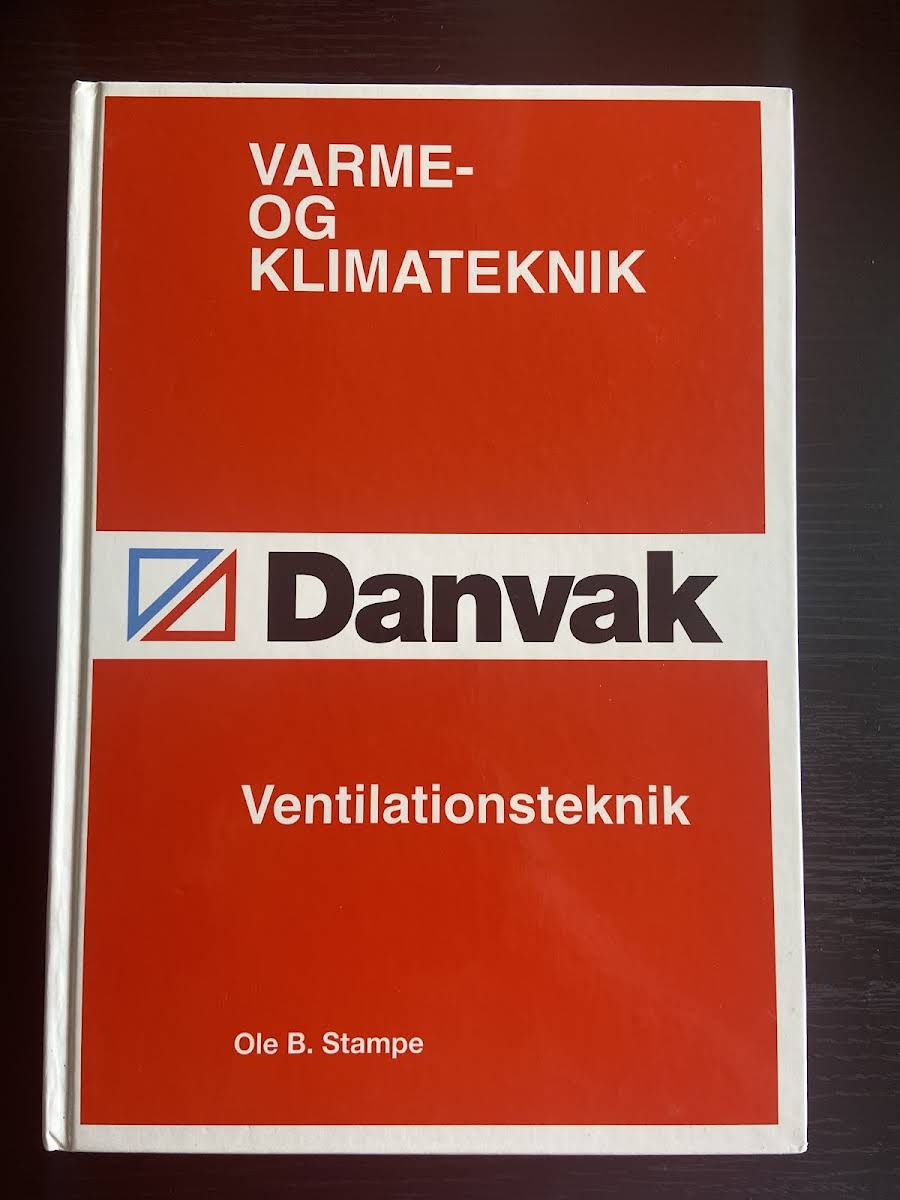 VARME-
OG
KLIMATEKNIK
Danvak
Ventilationsteknik
Ole B. Stampe